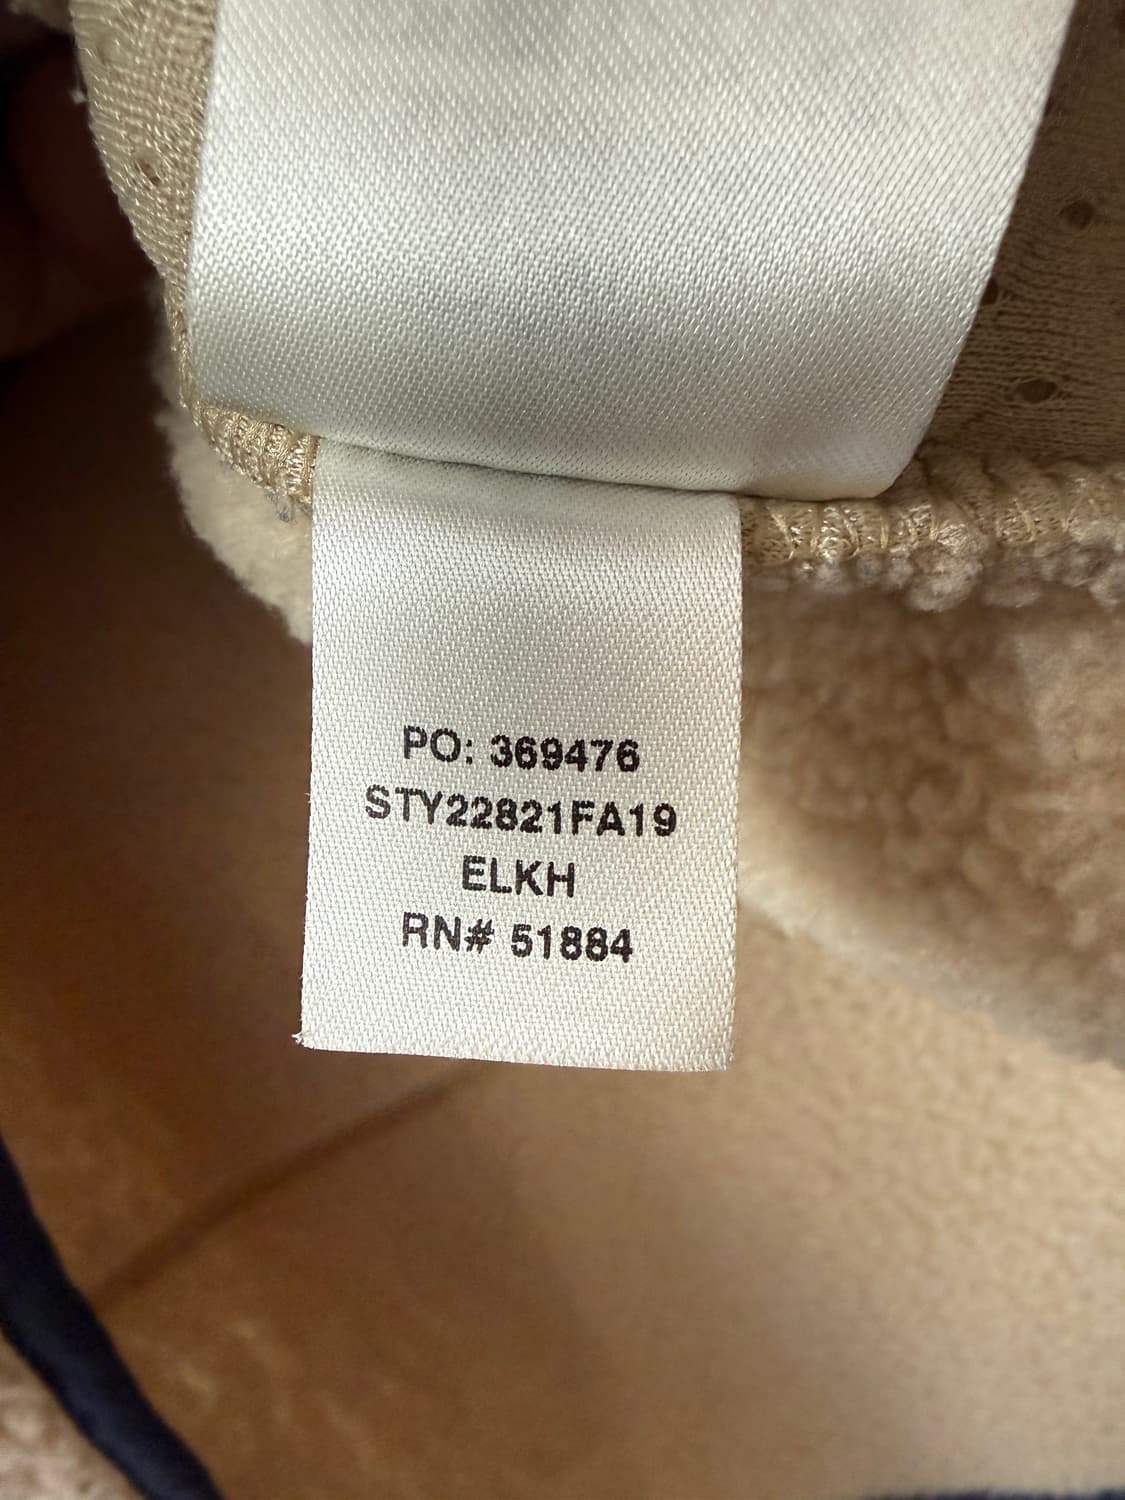 PO: 369476
STY22821FA19
ELKH
RN# 51884